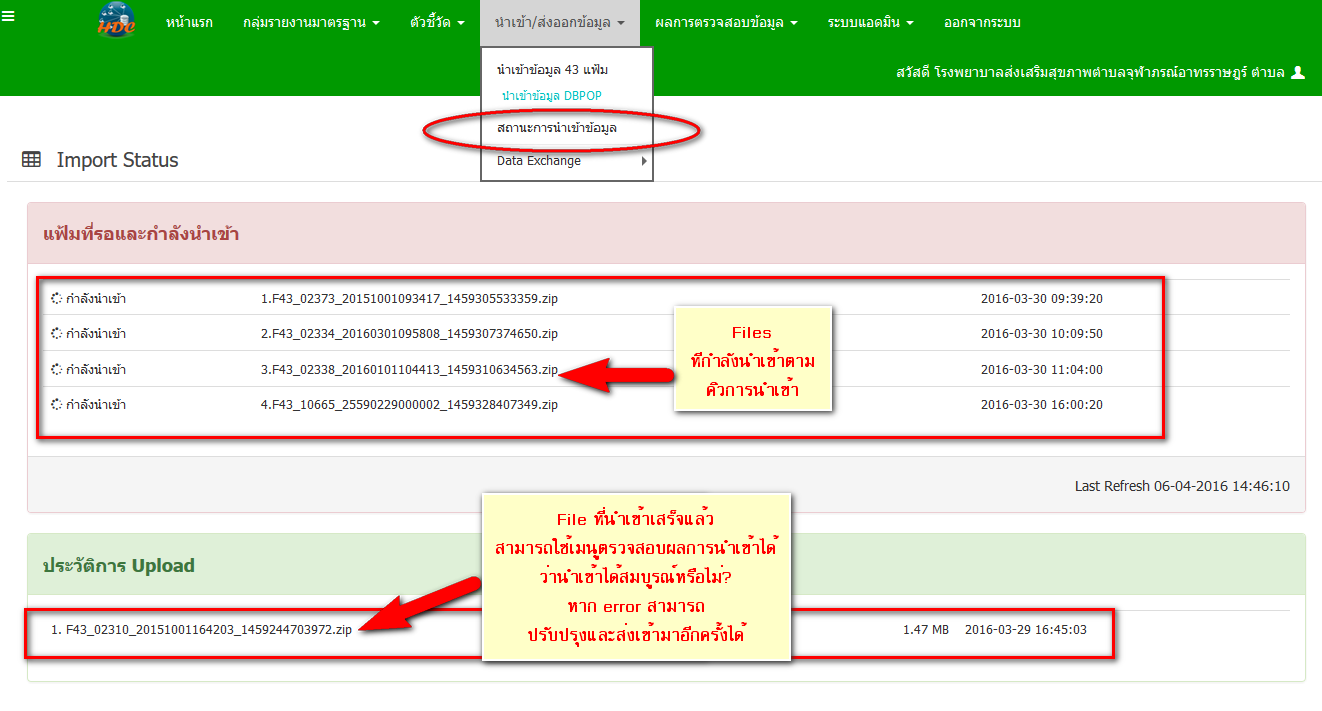 HDC
หน้าแรก กลุ่มรายงานมาตรฐาน ตัวชี้วัด นำเข้า/ส่งออกข้อมูล ผลการตรวจสอบข้อมูล ระบบแอดมิน ออกจากระบบ
นำเข้าข้อมูล 43 แฟ้ม
สวัสดี โรงพยาบาลส่งเสริมสุขภาพตำบลจุฬาภรณ์อาทรราษฎร์ ตำบล
นำเข้าข้อมูล DBPOP
สถานะการนำเข้าข้อมูล
Data Exchange
Import Status
แฟ้มที่รอและกำลังนำเข้า
กำลังนำเข้า 1.F43_02373_20151001093417_1459305533359.zip 2016-03-30 09:39:20
กำลังนำเข้า 2.F43_02334_20160301095808_1459307374650.zip 2016-03-30 10:09:50
กำลังนำเข้า 3.F43_02338_20160101104413_1459310634563.zip 2016-03-30 11:04:00
กำลังนำเข้า 4.F43_10665_25590229000002_1459328407349.zip 2016-03-30 16:00:20
Files
ที่กำลังนำเข้าตาม
คิวการนำเข้า
Last Refresh 06-04-2016 14:46:10
ประวัติการ Upload
1. F43_02310_20151001164203_1459244703972.zip 1.47 MB 2016-03-29 16:45:03
File ที่นำเข้าเสร็จแล้ว
สามารถใช้เมนูตรวจสอบผลการนำเข้าได้
ว่านำเข้าได้สมบูรณ์หรือไม่?
หาก error สามารถ
ปรับปรุงและส่งเข้ามาอีกครั้งได้